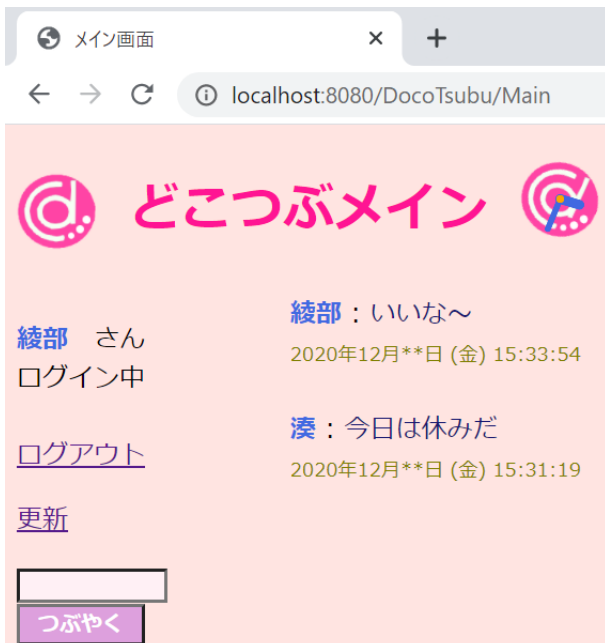 メイン画面
localhost:8080/DocoTsubu/Main
どこつぶメイン
綾部　さん
ログイン中
ログアウト
更新
つぶやく
綾部：いいな～
2020年12月**日 (金) 15:33:54
湊：今日は休みだ
2020年12月**日 (金) 15:31:19